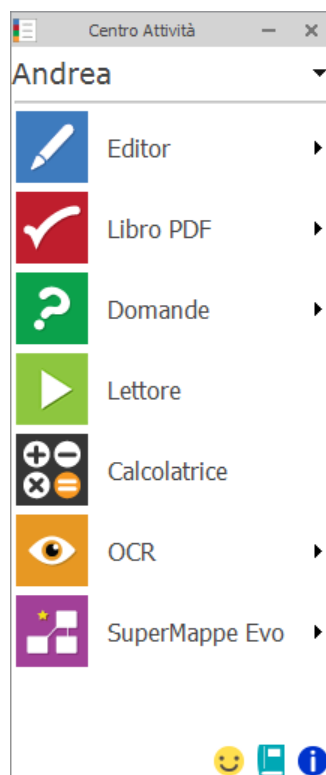 Centro Attività
Andrea
Editor
Libro PDF
Domande
Lettore
Calcolatrice
OCR
SuperMappe Evo